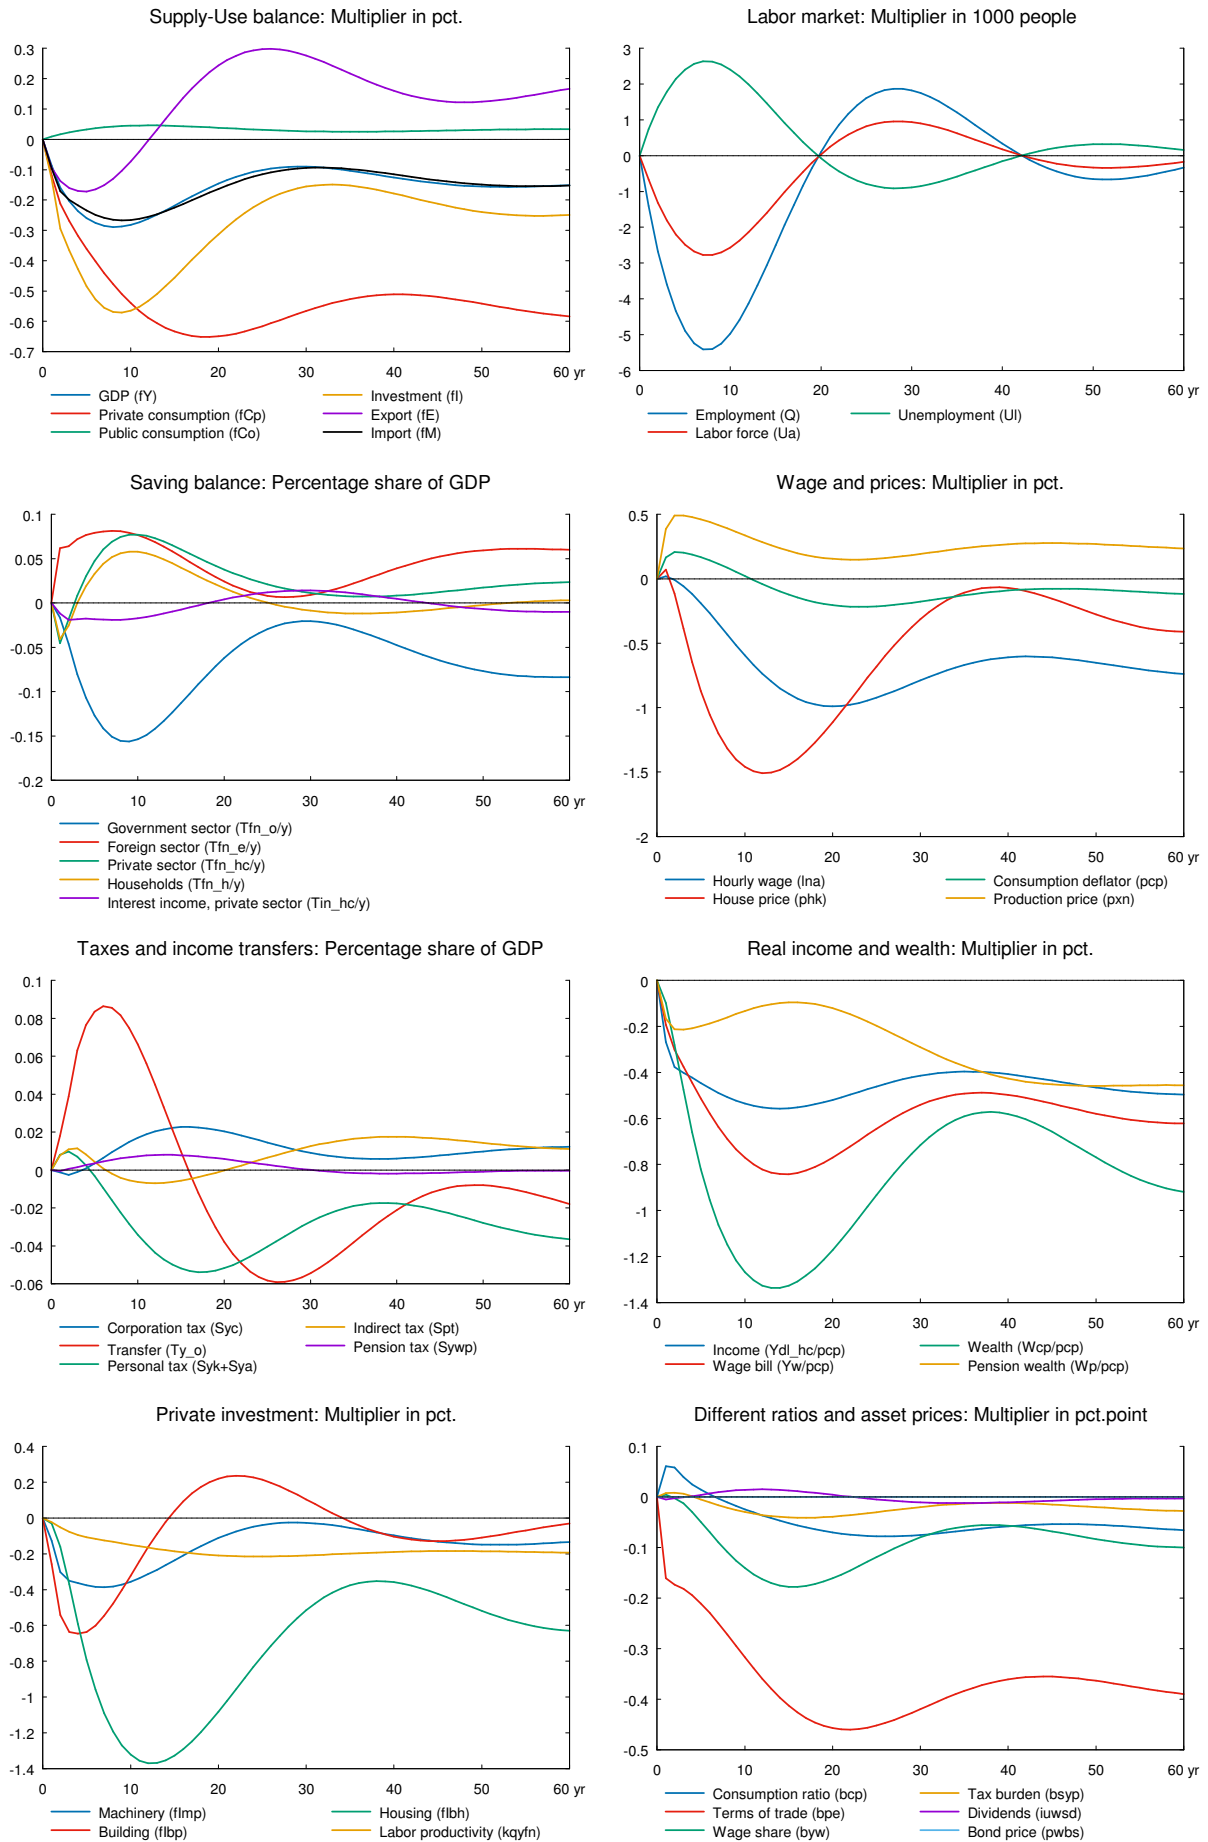 Supply-Use balance: Multiplier in pct.
0.3
0.2
0.1
0
-0.1
-0.2
-0.3
-0.4
-0.5
-0.6
-0.7
0 10 20 30 40 50 60 yr
GDP (fY)
Private consumption (fCp)
Public consumption (fCo)
Investment (fI)
Export (fE)
Import (fM)
Labor market: Multiplier in 1000 people
3
2
1
0
-1
-2
-3
-4
-5
-6
0 10 20 30 40 50 60 yr
Employment (Q)
Labor force (Ua)
Unemployment (Ul)
Saving balance: Percentage share of GDP
0.1
0.05
0
-0.05
-0.1
-0.15
-0.2
0 10 20 30 40 50 60 yr
Government sector (Tfn_o/y)
Foreign sector (Tfn_e/y)
Private sector (Tfn_hc/y)
Households (Tfn_h/y)
Interest income, private sector (Tin_hc/y)
Wage and prices: Multiplier in pct.
0.5
0
-0.5
-1
-1.5
-2
0 10 20 30 40 50 60 yr
Hourly wage (lna)
House price (phk)
Consumption deflator (pcp)
Production price (pxn)
Taxes and income transfers: Percentage share of GDP
0.1
0.08
0.06
0.04
0.02
0
-0.02
-0.04
-0.06
0 10 20 30 40 50 60 yr
Corporation tax (Syc)
Transfer (Ty_o)
Personal tax (Syk+Sya)
Indirect tax (Spt)
Pension tax (Sywp)
Real income and wealth: Multiplier in pct.
0
-0.2
-0.4
-0.6
-0.8
-1
-1.2
-1.4
0 10 20 30 40 50 60 yr
Income (Ydl_hc/pcp)
Wage bill (Yw/pcp)
Wealth (Wcp/pcp)
Pension wealth (Wp/pcp)
Private investment: Multiplier in pct.
0.4
0.2
0
-0.2
-0.4
-0.6
-0.8
-1
-1.2
-1.4
0 10 20 30 40 50 60 yr
Machinery (fImp)
Building (fIbp)
Housing (fIbh)
Labor productivity (kqyfn)
Different ratios and asset prices: Multiplier in pct.point
0.1
0
-0.1
-0.2
-0.3
-0.4
-0.5
0 10 20 30 40 50 60 yr
Consumption ratio (bcp)
Terms of trade (bpe)
Wage share (byw)
Tax burden (bsyp)
Dividends (iuwsd)
Bond price (pwbs)